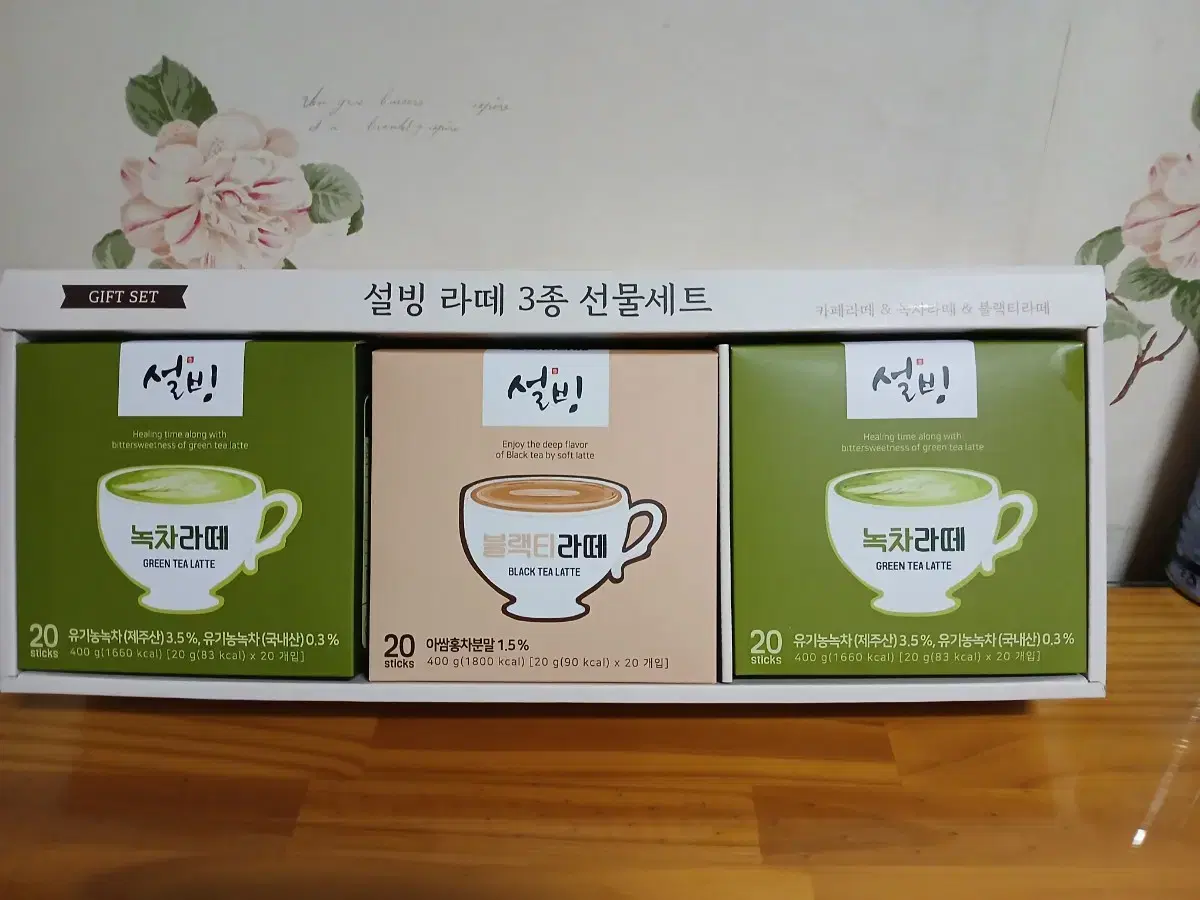 GIFT SET
설빙 라떼 3종 선물세트
카페라떼 & 녹차라떼 & 블랙티라떼
설빙
Healing time along with
bittersweetness of green tea latte
녹차라떼
GREEN TEA LATTE
20 sticks
유기농녹차(제주산) 3.5%, 유기농녹차(국내산) 0.3%
400 g(1660 kcal) [20 g(83 kcal) x 20 개입]
설빙
Enjoy the deep flavor
of Black tea by soft latte
블랙티라떼
BLACK TEA LATTE
20 sticks
아쌈홍차분말 1.5%
400 g(1800 kcal) [20 g(90 kcal) x 20 개입]
설빙
Healing time along with
bittersweetness of green tea latte
녹차라떼
GREEN TEA LATTE
20 sticks
유기농녹차(제주산) 3.5%, 유기농녹차(국내산) 0.3%
400 g(1660 kcal) [20 g(83 kcal) x 20 개입]